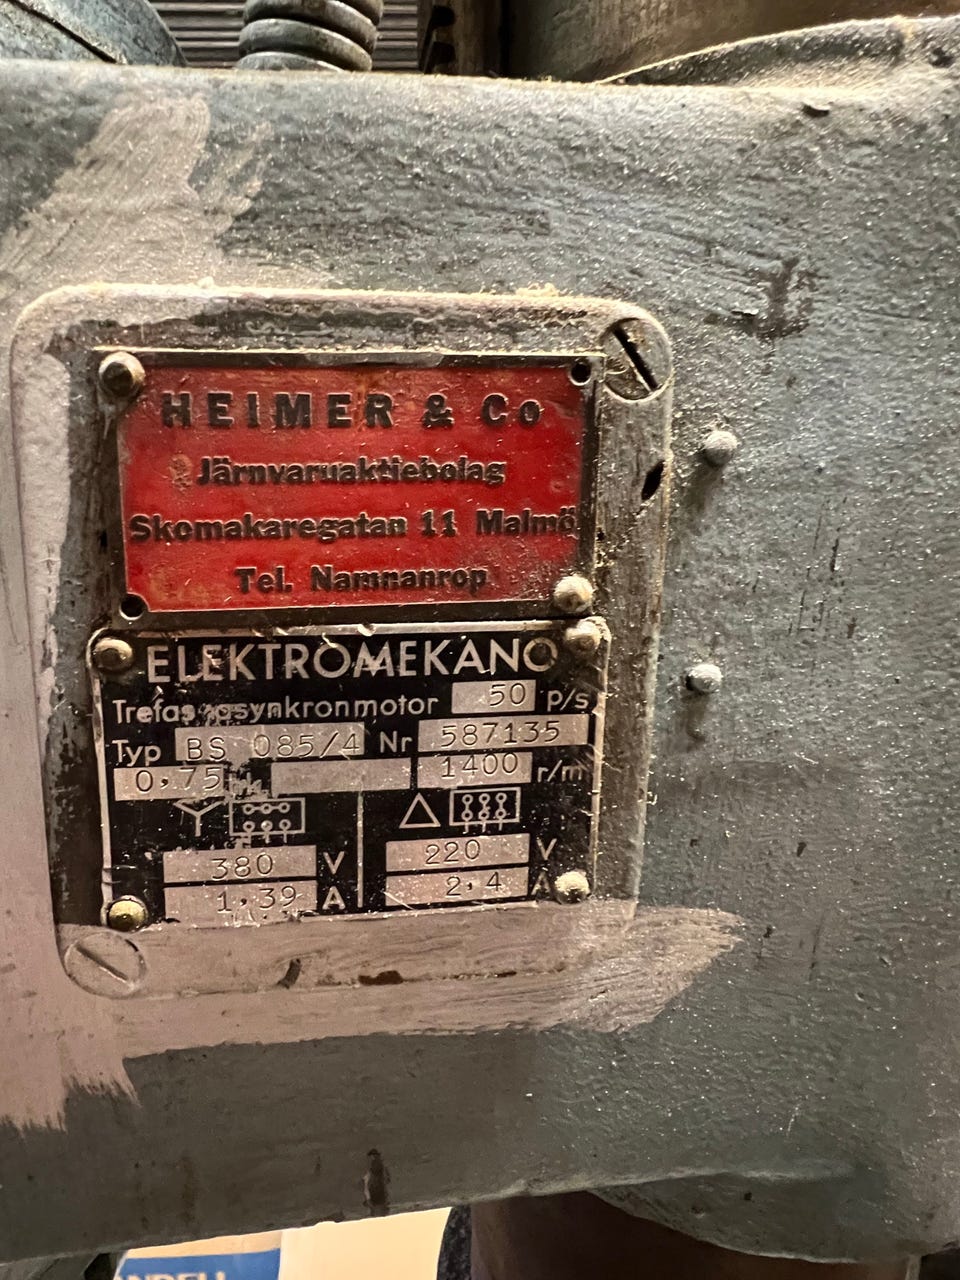 HEIMER & Co
Järnvaruaktiebolag
Skomakaregatan 11 Malmö
Tel. Namnanrop
ELEKTROMEKANO
Trefas asynkronmotor 50 p/s
Typ BS 085/4 Nr 587135
0,75 hk 1400 r/m
380 V 220 V
1,39 A 2,4 A